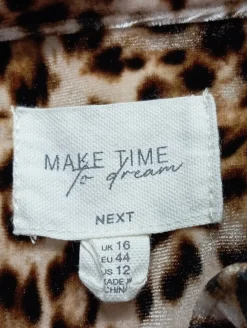 MAKE TIME
to dream
NEXT
UK 16
EU 44
US 12
MADE IN
CHINA